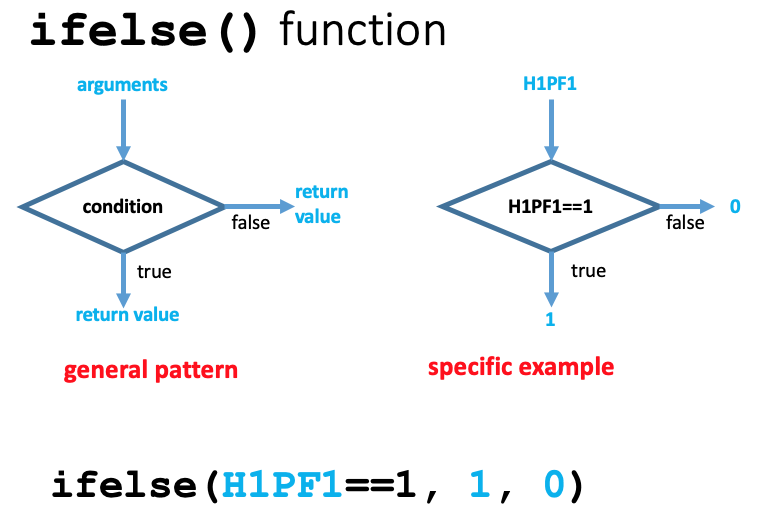 ifelse() function
arguments
condition
false
return
value
true
return value
general pattern
H1PF1
H1PF1==1
false
0
true
1
specific example
ifelse(H1PF1==1, 1, 0)